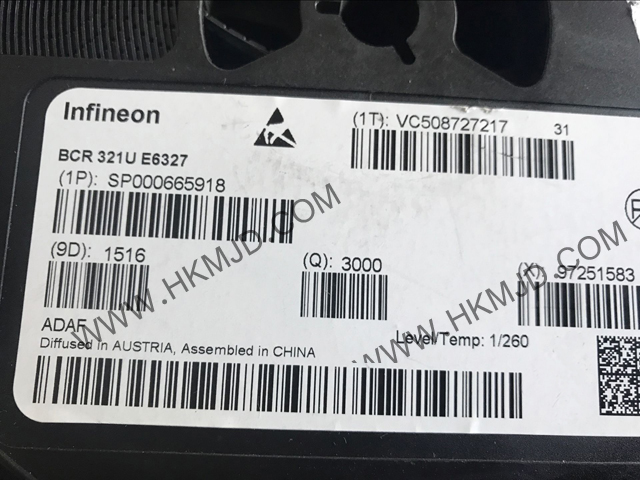 Infineon
(1T): VC508727217 31
BCR 321U E6327
(1P): SP000665918
(9D): 1516
(Q): 3000
(X): 97251583
ADAF
Level/Temp: 1/260
Diffused in AUSTRIA, Assembled in CHINA
WWW.HKMJD.COM
WWW.HKMJD.COM